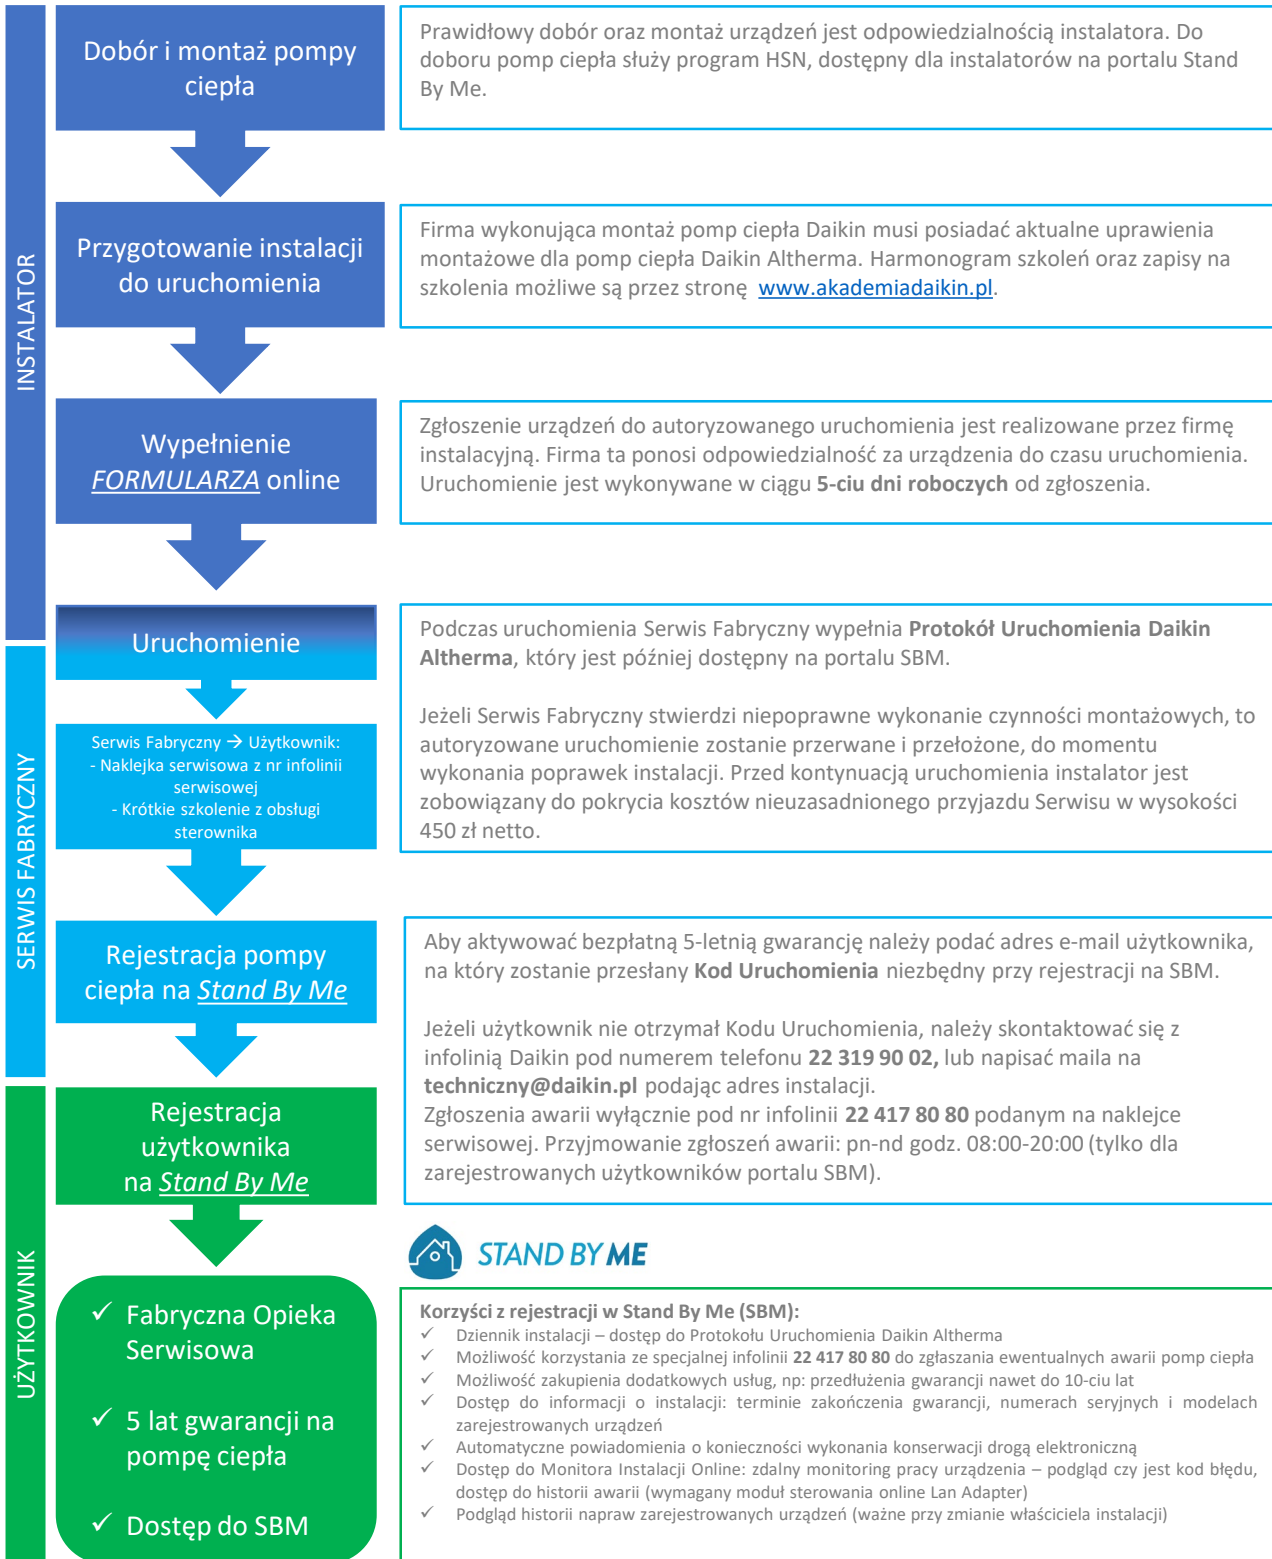 INSTALATOR
Dobór i montaż pompy
ciepła
Prawidłowy dobór oraz montaż urządzeń jest odpowiedzialnością instalatora. Do
doboru pomp ciepła służy program HSN, dostępny dla instalatorów na portalu Stand
By Me.
Przygotowanie instalacji
do uruchomienia
Firma wykonująca montaż pomp ciepła Daikin musi posiadać aktualne uprawienia
montażowe dla pomp ciepła Daikin Altherma. Harmonogram szkoleń oraz zapisy na
szkolenia możliwe są przez stronę www.akademiadaikin.pl.
Wypełnienie
FORMULARZA online
Zgłoszenie urządzeń do autoryzowanego uruchomienia jest realizowane przez firmę
instalacyjną. Firma ta ponosi odpowiedzialność za urządzenia do czasu uruchomienia.
Uruchomienie jest wykonywane w ciągu 5-ciu dni roboczych od zgłoszenia.
SERWIS FABRYCZNY
Uruchomienie
Serwis Fabryczny → Użytkownik:
- Naklejka serwisowa z nr infolinii
serwisowej
- Krótkie szkolenie z obsługi
sterownika
Podczas uruchomienia Serwis Fabryczny wypełnia Protokół Uruchomienia Daikin
Altherma, który jest później dostępny na portalu SBM.
Jeżeli Serwis Fabryczny stwierdzi niepoprawne wykonanie czynności montażowych, to
autoryzowane uruchomienie zostanie przerwane i przełożone, do momentu
wykonania poprawek instalacji. Przed kontynuacją uruchomienia instalator jest
zobowiązany do pokrycia kosztów nieuzasadnionego przyjazdu Serwisu w wysokości
450 zł netto.
Rejestracja pompy
ciepła na Stand By Me
Aby aktywować bezpłatną 5-letnią gwarancję należy podać adres e-mail użytkownika,
na który zostanie przesłany Kod Uruchomienia niezbędny przy rejestracji na SBM.
Jeżeli użytkownik nie otrzymał Kodu Uruchomienia, należy skontaktować się z
infolinią Daikin pod numerem telefonu 22 319 90 02, lub napisać maila na
techniczny@daikin.pl podając adres instalacji.
Zgłoszenia awarii wyłącznie pod nr infolinii 22 417 80 80 podanym na naklejce
serwisowej. Przyjmowanie zgłoszeń awarii: pn-nd godz. 08:00-20:00 (tylko dla
zarejestrowanych użytkowników portalu SBM).
UŻYTKOWNIK
Rejestracja
użytkownika
na Stand By Me
STAND BY ME
✓ Fabryczna Opieka
Serwisowa
✓ 5 lat gwarancji na
pompę ciepła
✓ Dostęp do SBM
Korzyści z rejestracji w Stand By Me (SBM):
✓ Dziennik instalacji – dostęp do Protokołu Uruchomienia Daikin Altherma
✓ Możliwość korzystania ze specjalnej infolinii 22 417 80 80 do zgłaszania ewentualnych awarii pomp ciepła
✓ Możliwość zakupienia dodatkowych usług, np: przedłużenia gwarancji nawet do 10-ciu lat
✓ Dostęp do informacji o instalacji: terminie zakończenia gwarancji, numerach seryjnych i modelach
zarejestrowanych urządzeń
✓ Automatyczne powiadomienia o konieczności wykonania konserwacji drogą elektroniczną
✓ Dostęp do Monitora Instalacji Online: zdalny monitoring pracy urządzenia – podgląd czy jest kod błędu,
dostęp do historii awarii (wymagany moduł sterowania online Lan Adapter)
✓ Podgląd historii napraw zarejestrowanych urządzeń (ważne przy zmianie właściciela instalacji)